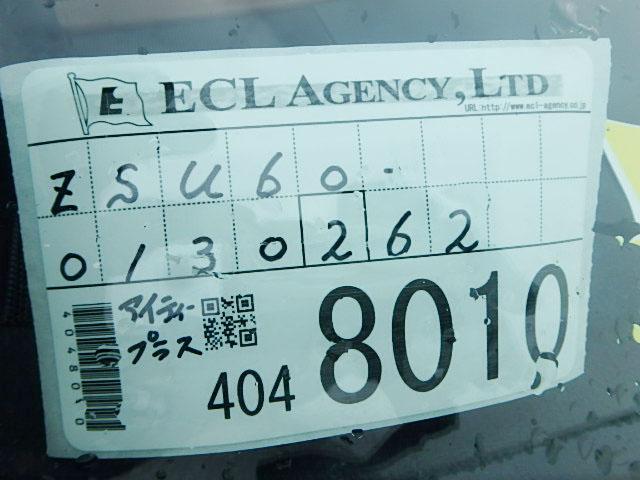 E ECL AGENCY, LTD
URL:http://www.ecl-agency.co.jp
ZSU60-
0130262
アイティー
プラス
4048010
404 8010